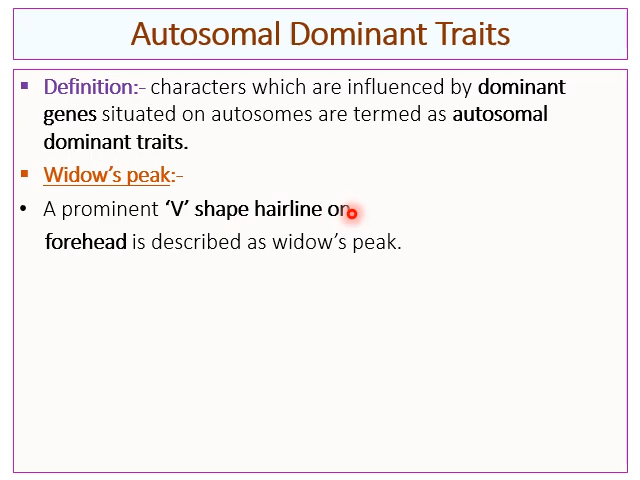 Autosomal Dominant Traits
▪ Definition:- characters which are influenced by dominant
genes situated on autosomes are termed as autosomal
dominant traits.
▪ Widow’s peak:-
• A prominent ‘V’ shape hairline on
forehead is described as widow’s peak.